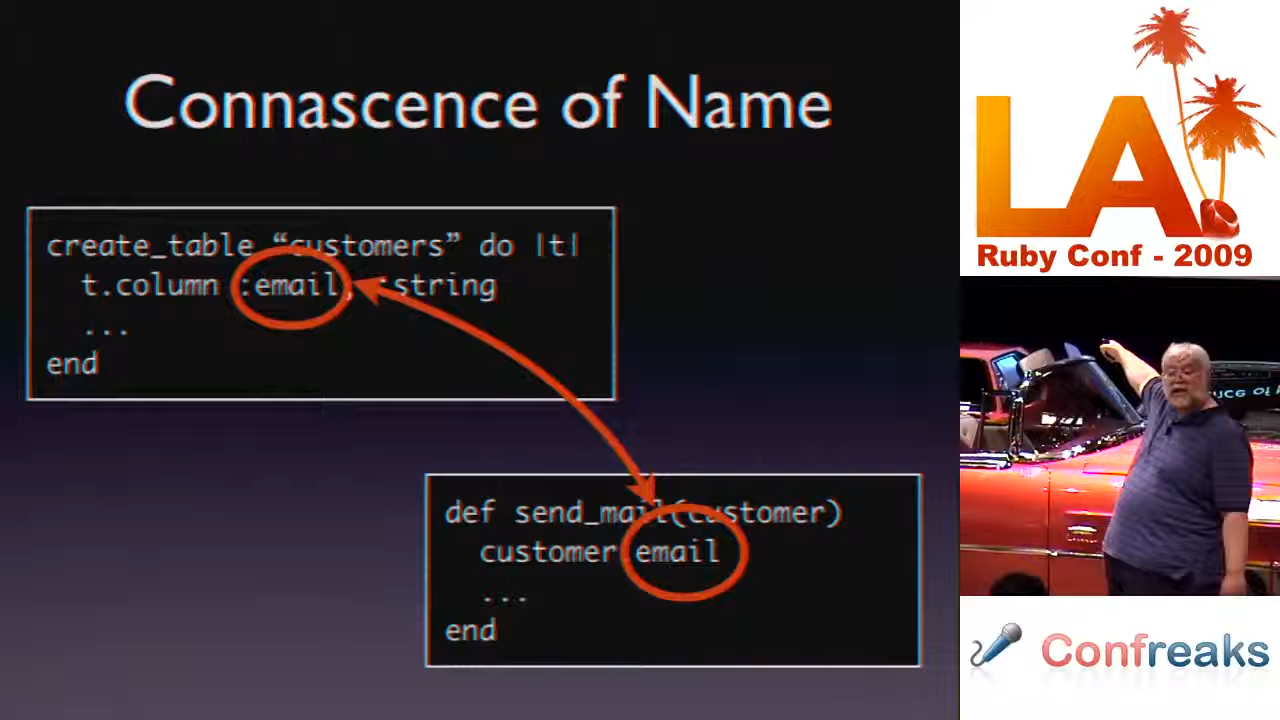 Connascence of Name
create_table “customers” do |t|
t.column :email, :string
...
end
def send_mail(customer)
customer.email
...
end
LA
Ruby Conf - 2009
Confreaks